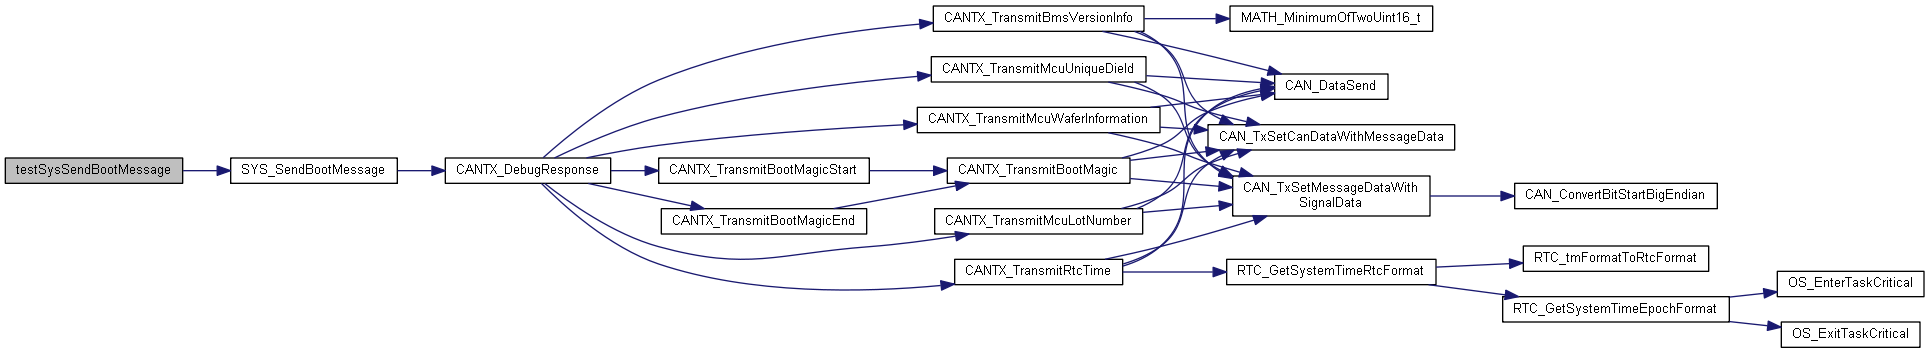 testSysSendBootMessage
SYS_SendBootMessage
CANTX_DebugResponse
CANTX_TransmitBmsVersionInfo
CANTX_TransmitMcuUniqueDieId
CANTX_TransmitMcuWaferInformation
CANTX_TransmitBootMagicStart
CANTX_TransmitBootMagicEnd
CANTX_TransmitBootMagic
CANTX_TransmitMcuLotNumber
CANTX_TransmitRtcTime
MATH_MinimumOfTwoUint16_t
CAN_DataSend
CAN_TxSetCanDataWithMessageData
CAN_TxSetMessageDataWith
SignalData
CAN_ConvertBitStartBigEndian
RTC_GetSystemTimeRtcFormat
RTC_tmFormatToRtcFormat
RTC_GetSystemTimeEpochFormat
OS_EnterTaskCritical
OS_ExitTaskCritical